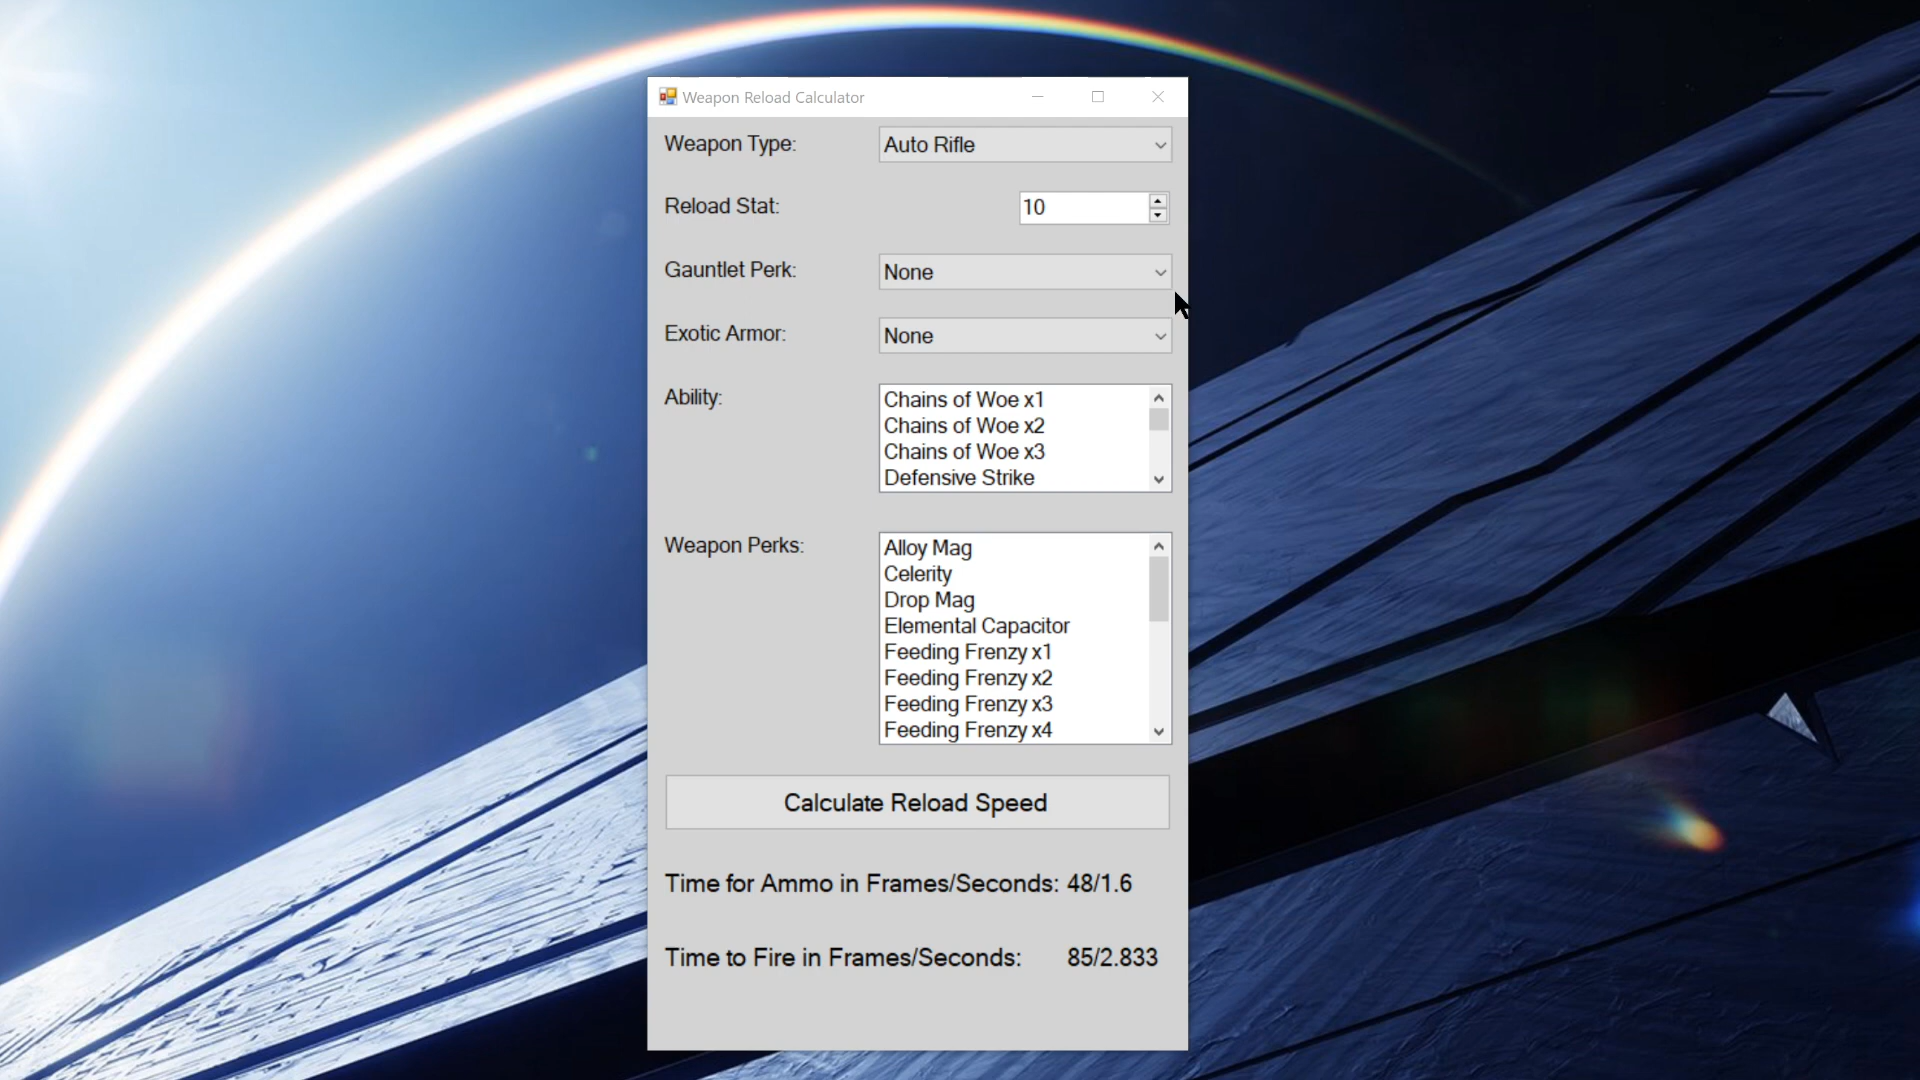 Weapon Reload Calculator
Weapon Type: Auto Rifle
Reload Stat: 10
Gauntlet Perk: None
Exotic Armor: None
Ability: Chains of Woe x1
Chains of Woe x2
Chains of Woe x3
Defensive Strike
Weapon Perks: Alloy Mag
Celerity
Drop Mag
Elemental Capacitor
Feeding Frenzy x1
Feeding Frenzy x2
Feeding Frenzy x3
Feeding Frenzy x4
Calculate Reload Speed
Time for Ammo in Frames/Seconds: 48/1.6
Time to Fire in Frames/Seconds: 85/2.833